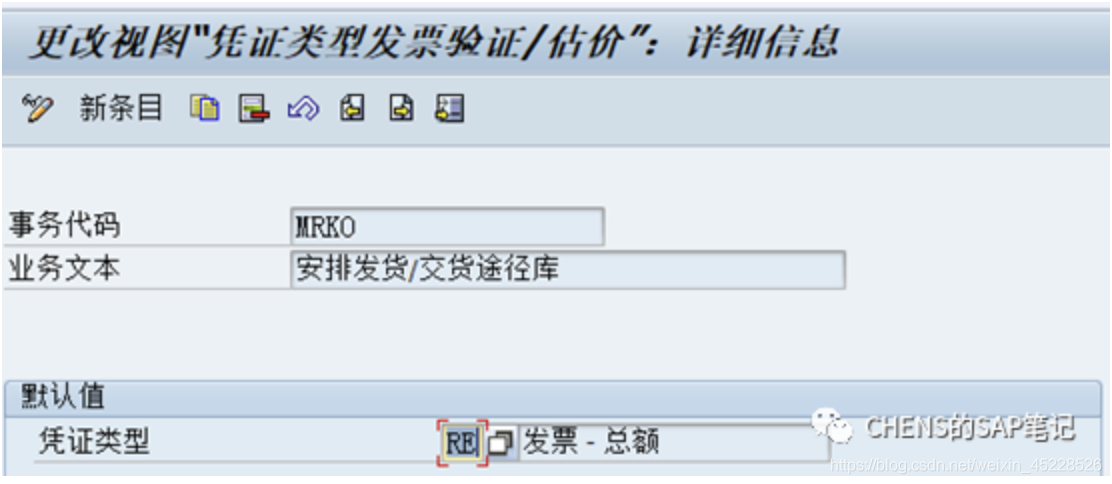 更改视图“凭证类型发票验证/估价”：详细信息
新条目
事务代码 MRKO
业务文本 安排发货/交货途径库
默认值
凭证类型 RE 发票 - 总额
CHENS的SAP笔记
https://blog.csdn.net/weixin_45228526